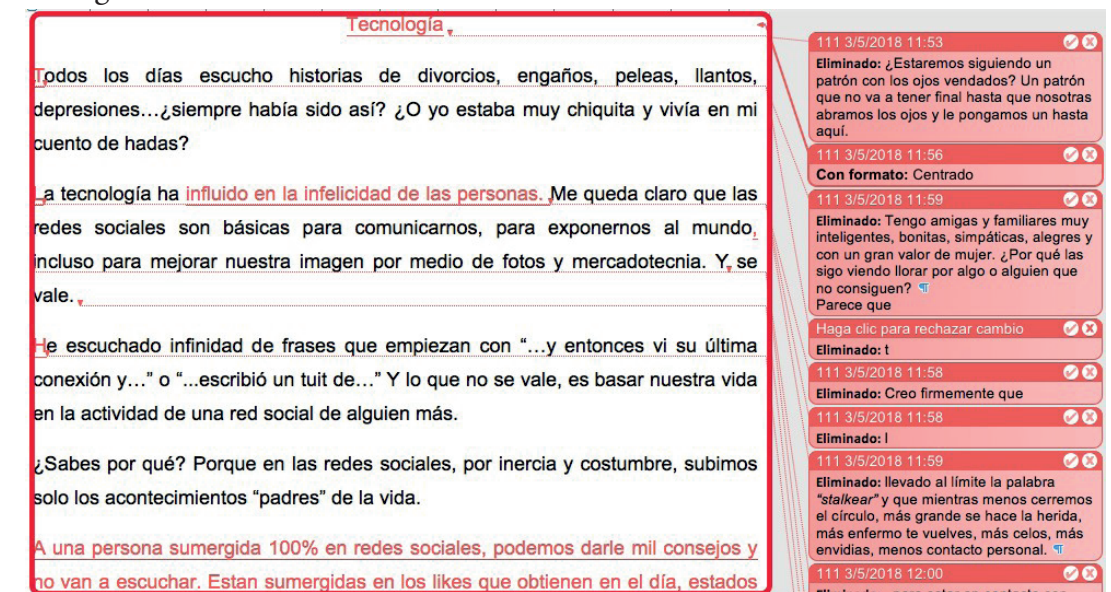 Tecnología
Todos los días escucho historias de divorcios, engaños, peleas, llantos,
depresiones…¿siempre había sido así? ¿O yo estaba muy chiquita y vivía en mi
cuento de hadas?
La tecnología ha influido en la infelicidad de las personas. Me queda claro que las
redes sociales son básicas para comunicarnos, para exponernos al mundo,
incluso para mejorar nuestra imagen por medio de fotos y mercadotecnia. Y, se
vale.
He escuchado infinidad de frases que empiezan con “…y entonces vi su última
conexión y…” o “...escribió un tuit de…” Y lo que no se vale, es basar nuestra vida
en la actividad de una red social de alguien más.
¿Sabes por qué? Porque en las redes sociales, por inercia y costumbre, subimos
solo los acontecimientos “padres” de la vida.
A una persona sumergida 100% en redes sociales, podemos darle mil consejos y
no van a escuchar. Estan sumergidas en los likes que obtienen en el día, estados
111 3/5/2018 11:53
Eliminado: ¿Estaremos siguiendo un
patrón con los ojos vendados? Un patrón
que no va a tener final hasta que nosotras
abramos los ojos y le pongamos un hasta
aquí.
111 3/5/2018 11:56
Con formato: Centrado
111 3/5/2018 11:59
Eliminado: Tengo amigas y familiares muy
inteligentes, bonitas, simpáticas, alegres y
con un gran valor de mujer. ¿Por qué las
sigo viendo llorar por algo o alguien que
no consiguen? ¶
Parece que
Haga clic para rechazar cambio
Eliminado: t
111 3/5/2018 11:58
Eliminado: Creo firmemente que
111 3/5/2018 11:58
Eliminado: l
111 3/5/2018 11:59
Eliminado: llevado al límite la palabra
“stalkear” y que mientras menos cerremos
el círculo, más grande se hace la herida,
más enfermo te vuelves, más celos, más
envidias, menos contacto personal. ¶
111 3/5/2018 12:00